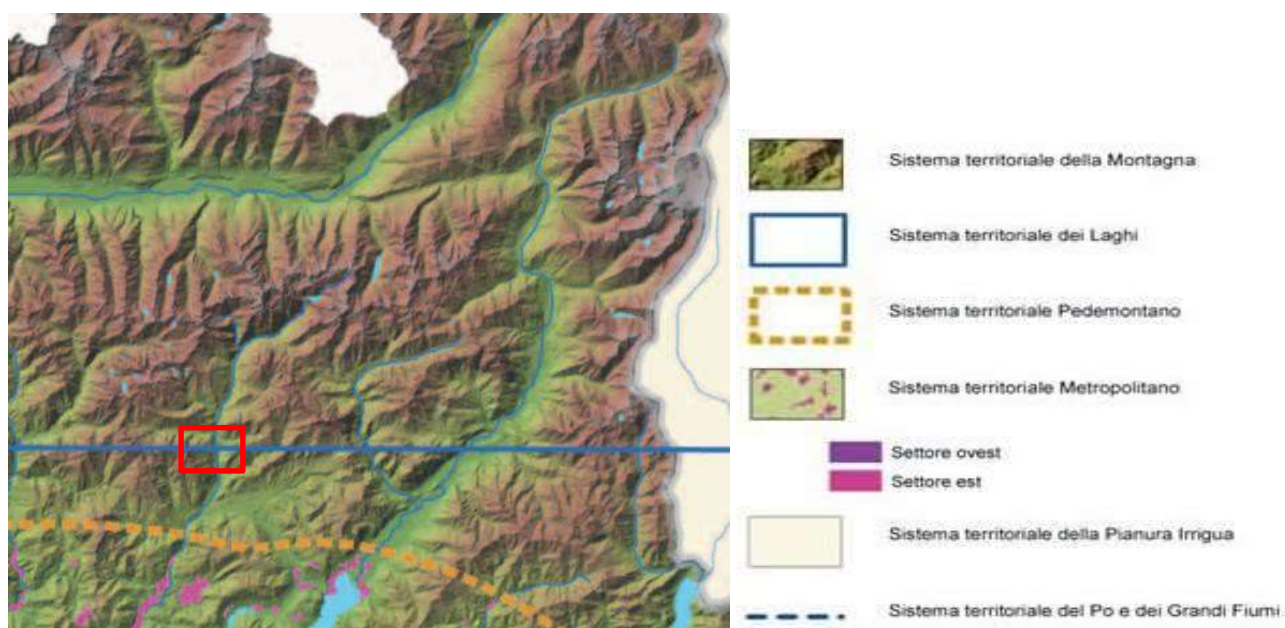 Sistema territoriale della Montagna
Sistema territoriale dei Laghi
Sistema territoriale Pedemontano
Sistema territoriale Metropolitano
Settore ovest
Settore est
Sistema territoriale della Pianura Irrigua
Sistema territoriale del Po e dei Grandi Fiumi